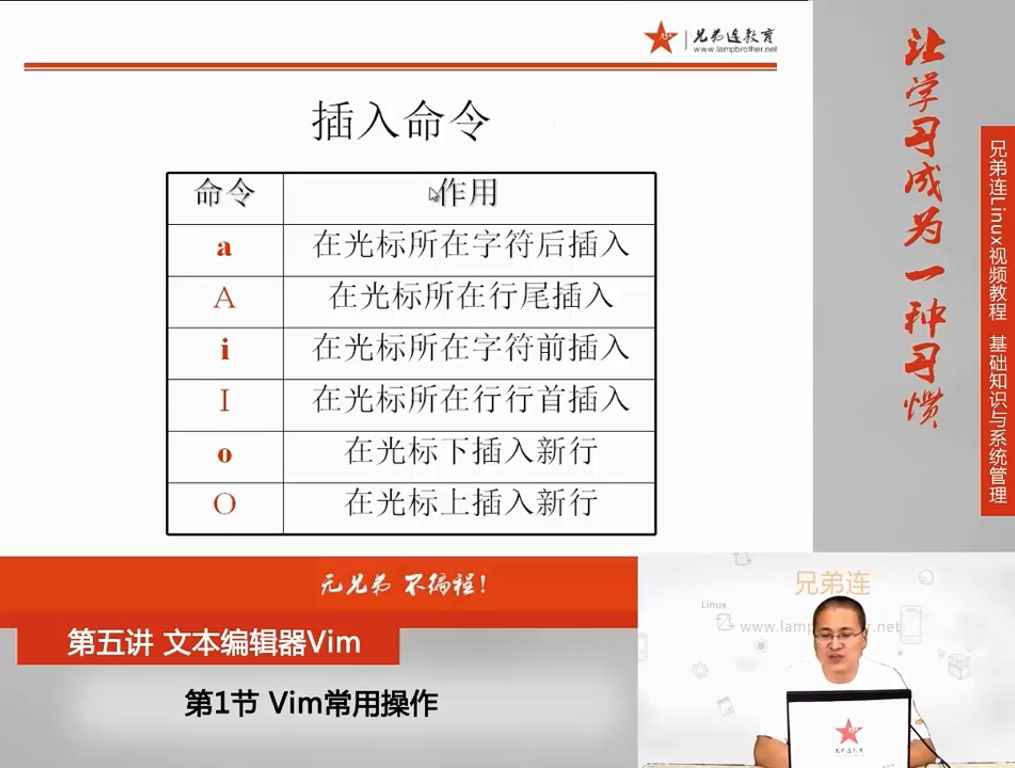 兄弟连教育
www.lampbrother.net
插入命令
命令 作用
a 在光标所在字符后插入
A 在光标所在行尾插入
i 在光标所在字符前插入
I 在光标所在行行首插入
o 在光标下插入新行
O 在光标上插入新行
让学习成为一种习惯
兄弟连Linux视频教程 基础知识与系统管理
无兄弟 不编程!
第五讲 文本编辑器Vim
第1节 Vim常用操作
兄弟连
Linux
www.lamp r.net
兄弟连教育